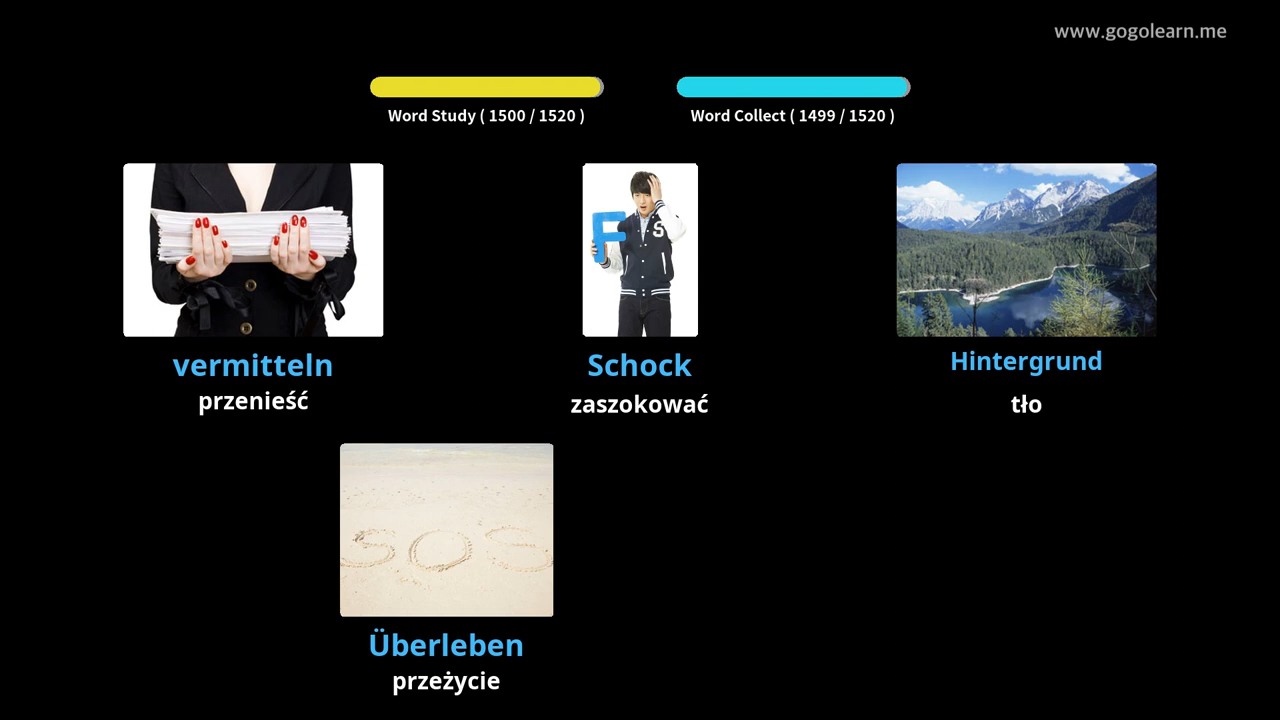 www.gogolearn.me
Word Study ( 1500 / 1520 )
Word Collect ( 1499 / 1520 )
F
S
vermitteln
przenieść
Schock
zaszokować
Hintergrund
tło
SOS
Überleben
przeżycie